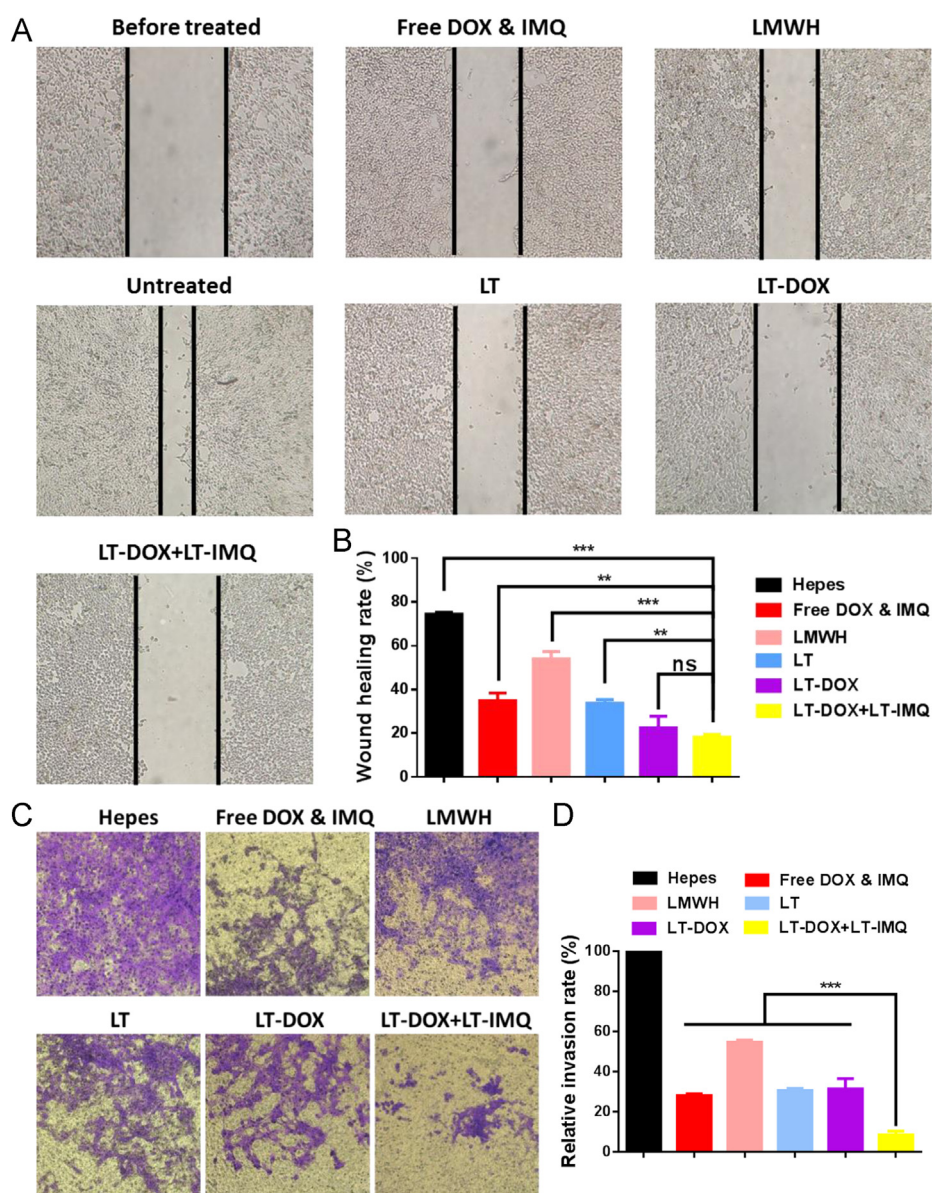 A
Before treated
Free DOX & IMQ
LMWH
Untreated
LT
LT-DOX
LT-DOX+LT-IMQ
B
Wound healing rate (%)
100
80
60
40
20
0
***
**
***
**
ns
Hepes
Free DOX & IMQ
LMWH
LT
LT-DOX
LT-DOX+LT-IMQ
C
Hepes
Free DOX & IMQ
LMWH
LT
LT-DOX
LT-DOX+LT-IMQ
D
Hepes
Free DOX & IMQ
LMWH
LT
LT-DOX
LT-DOX+LT-IMQ
Relative invasion rate (%)
100
80
60
40
20
0
***